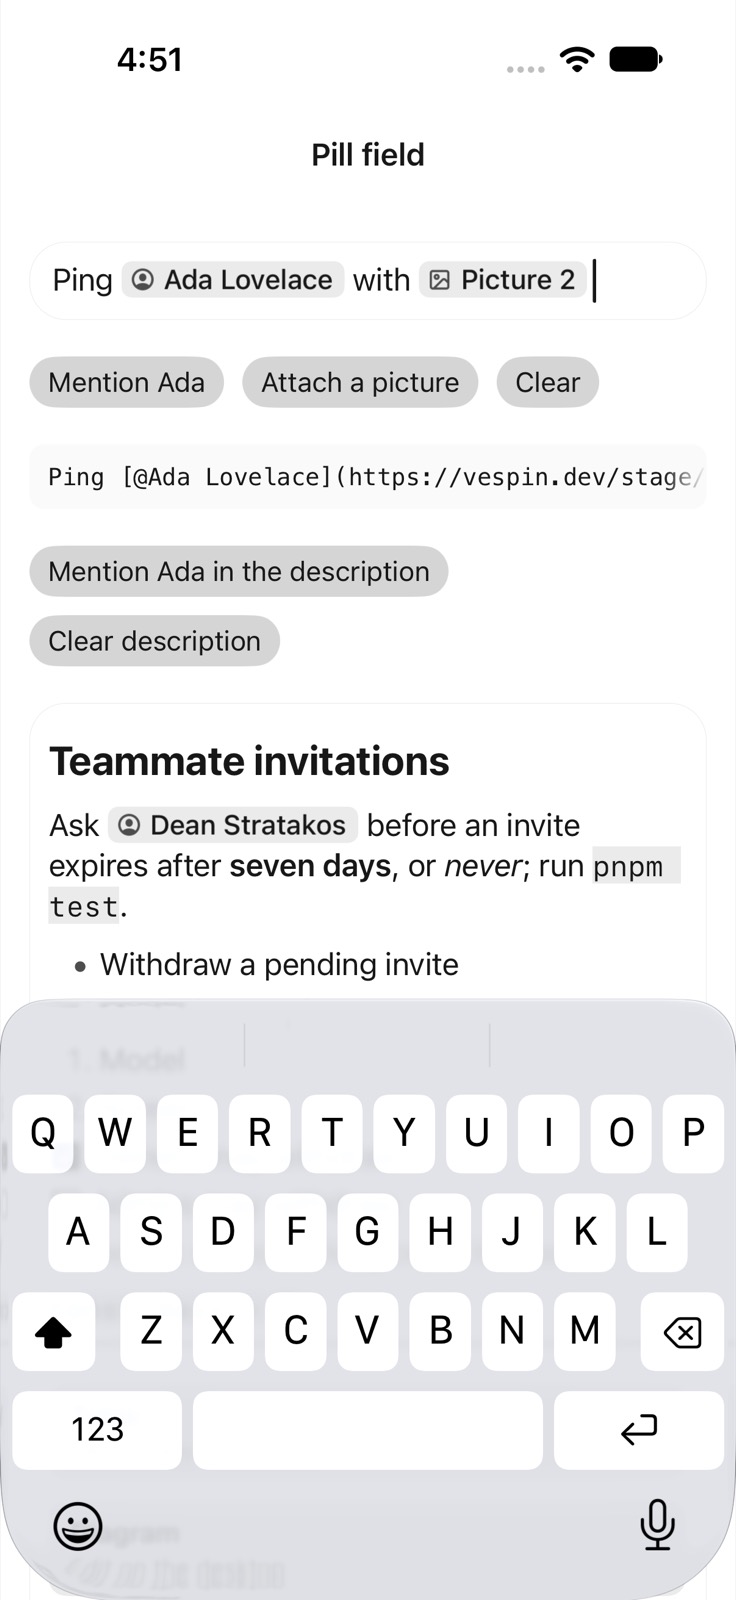 4:51
Pill field
Ping Ada Lovelace with Picture 2
Mention Ada Attach a picture Clear
Ping [@Ada Lovelace](https://vespin.dev/stage/
Mention Ada in the description
Clear description
Teammate invitations
Ask Dean Stratakos before an invite
expires after seven days, or never; run pnpm
test.
Withdraw a pending invite
1. Model
Q W E R T Y U I O P
A S D F G H J K L
Z X C V B N M
123